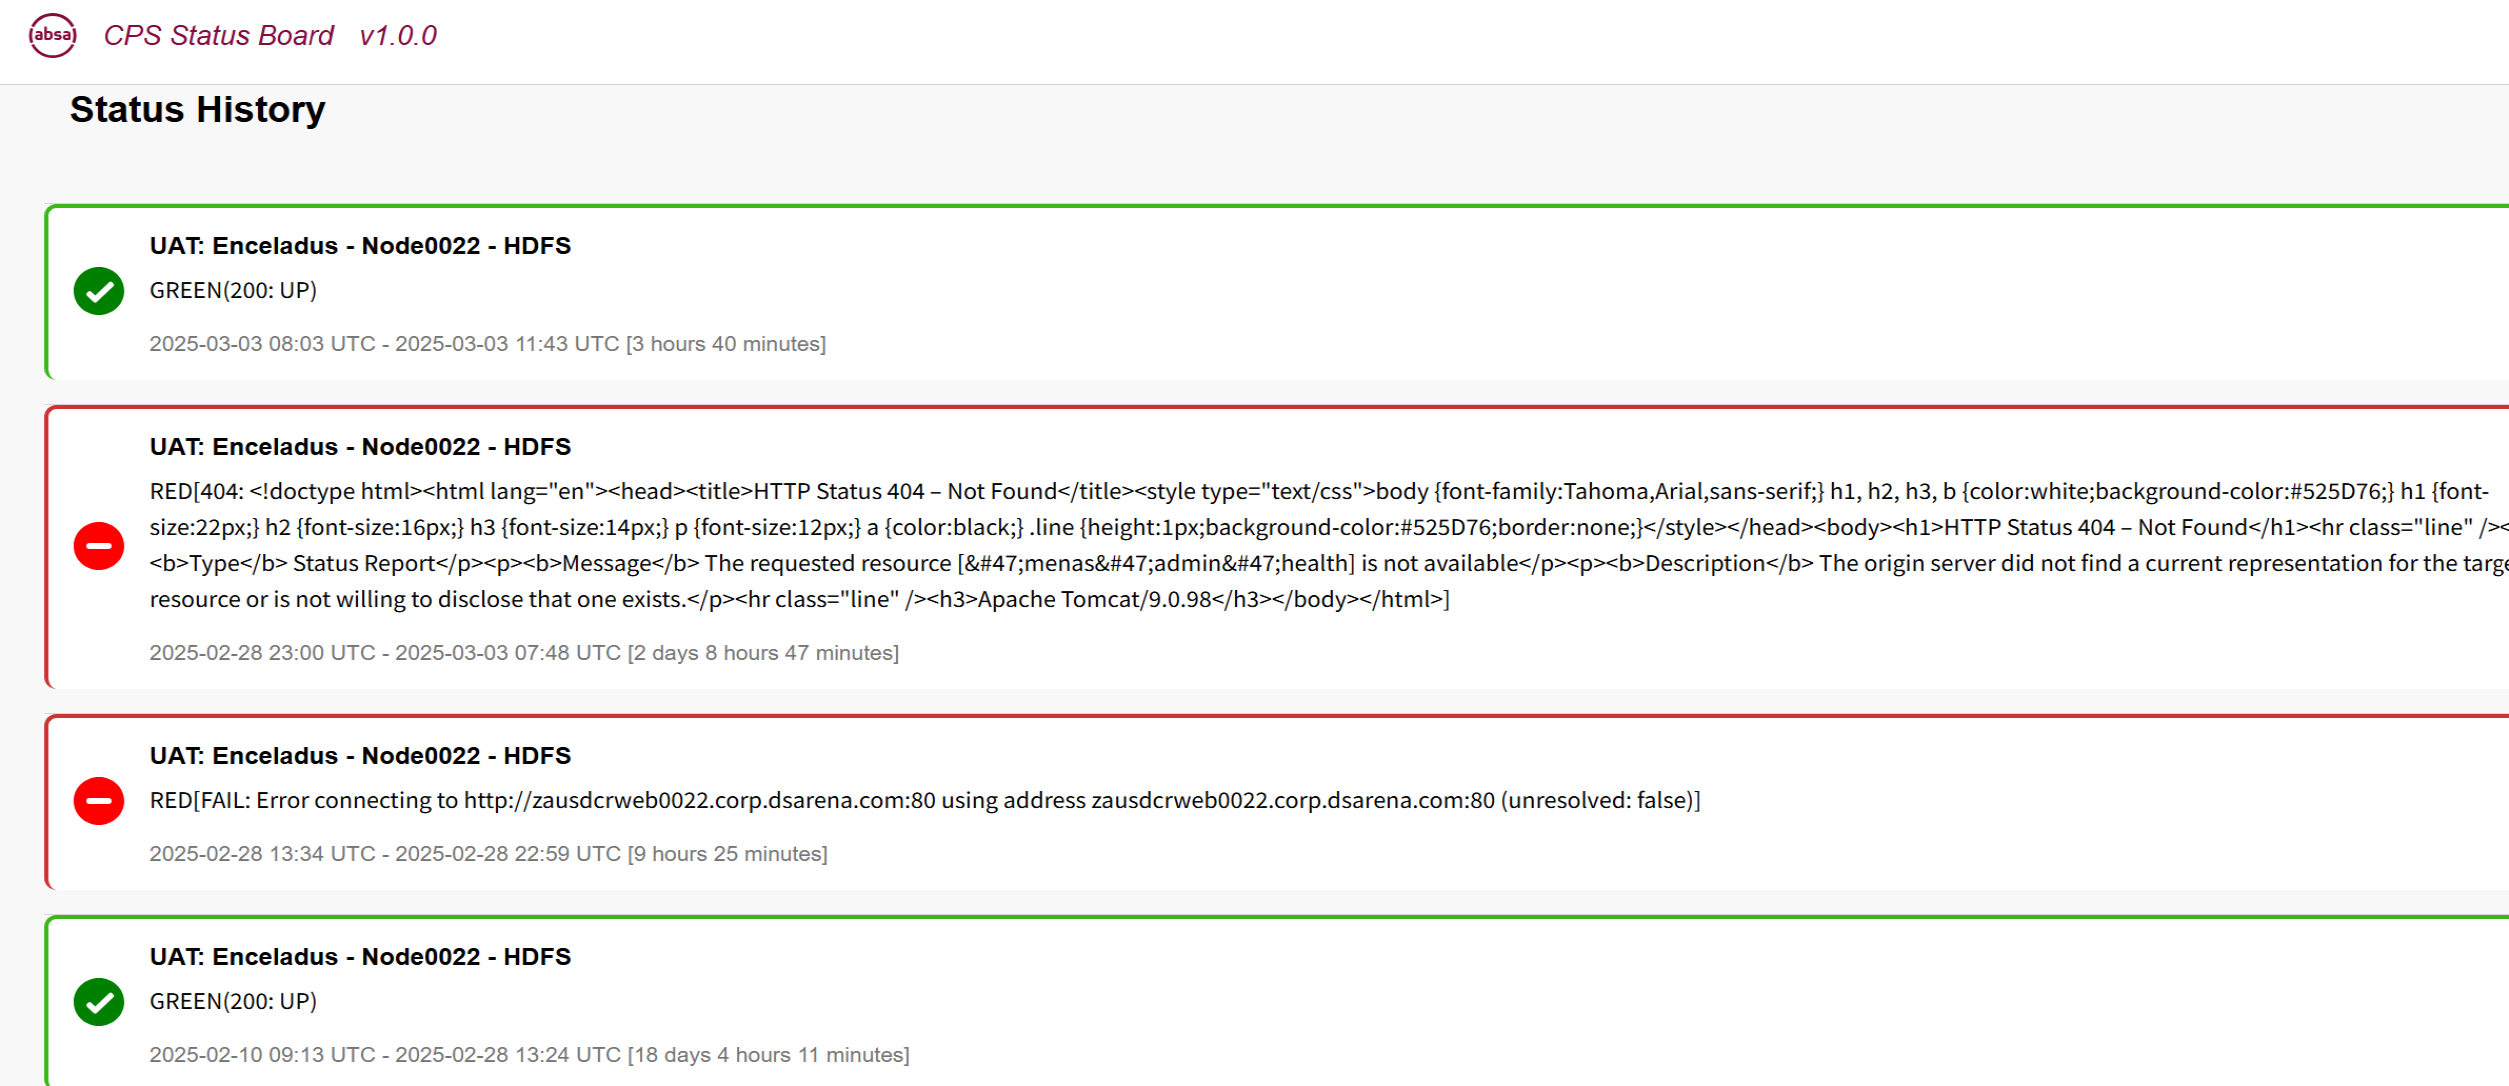 absa CPS Status Board v1.0.0
Status History
UAT: Enceladus - Node0022 - HDFS
GREEN(200: UP)
2025-03-03 08:03 UTC - 2025-03-03 11:43 UTC [3 hours 40 minutes]
UAT: Enceladus - Node0022 - HDFS
RED[404: <!doctype html><html lang="en"><head><title>HTTP Status 404 – Not Found</title><style type="text/css">body {font-family:Tahoma,Arial,sans-serif;} h1, h2, h3, b {color:white;background-color:#525D76;} h1 {font-
size:22px;} h2 {font-size:16px;} h3 {font-size:14px;} p {font-size:12px;} a {color:black;} .line {height:1px;background-color:#525D76;border:none;}</style></head><body><h1>HTTP Status 404 – Not Found</h1><hr class="line" /><
<b>Type</b> Status Report</p><p><b>Message</b> The requested resource [&#47;menas&#47;admin&#47;health] is not available</p><p><b>Description</b> The origin server did not find a current representation for the targe
resource or is not willing to disclose that one exists.</p><hr class="line" /><h3>Apache Tomcat/9.0.98</h3></body></html>]
2025-02-28 23:00 UTC - 2025-03-03 07:48 UTC [2 days 8 hours 47 minutes]
UAT: Enceladus - Node0022 - HDFS
RED[FAIL: Error connecting to http://zausdcrweb0022.corp.dsarena.com:80 using address zausdcrweb0022.corp.dsarena.com:80 (unresolved: false)]
2025-02-28 13:34 UTC - 2025-02-28 22:59 UTC [9 hours 25 minutes]
UAT: Enceladus - Node0022 - HDFS
GREEN(200: UP)
2025-02-10 09:13 UTC - 2025-02-28 13:24 UTC [18 days 4 hours 11 minutes]